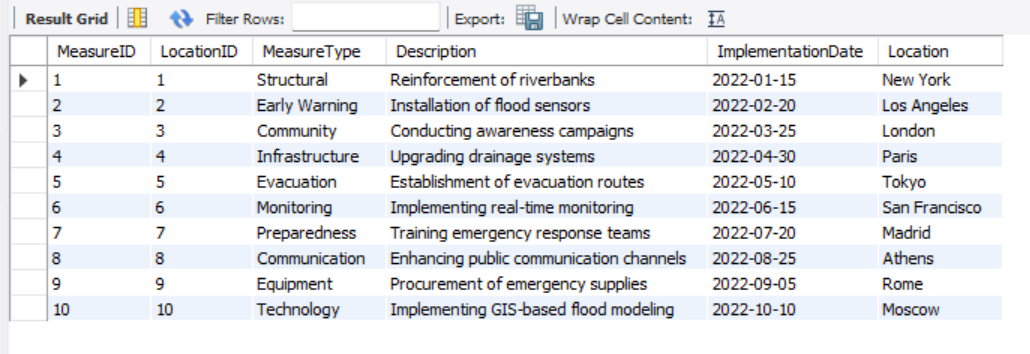 Result Grid Filter Rows: Export: Wrap Cell Content: IA
MeasureID LocationID MeasureType Description ImplementationDate Location
1 1 Structural Reinforcement of riverbanks 2022-01-15 New York
2 2 Early Warning Installation of flood sensors 2022-02-20 Los Angeles
3 3 Community Conducting awareness campaigns 2022-03-25 London
4 4 Infrastructure Upgrading drainage systems 2022-04-30 Paris
5 5 Evacuation Establishment of evacuation routes 2022-05-10 Tokyo
6 6 Monitoring Implementing real-time monitoring 2022-06-15 San Francisco
7 7 Preparedness Training emergency response teams 2022-07-20 Madrid
8 8 Communication Enhancing public communication channels 2022-08-25 Athens
9 9 Equipment Procurement of emergency supplies 2022-09-05 Rome
10 10 Technology Implementing GIS-based flood modeling 2022-10-10 Moscow